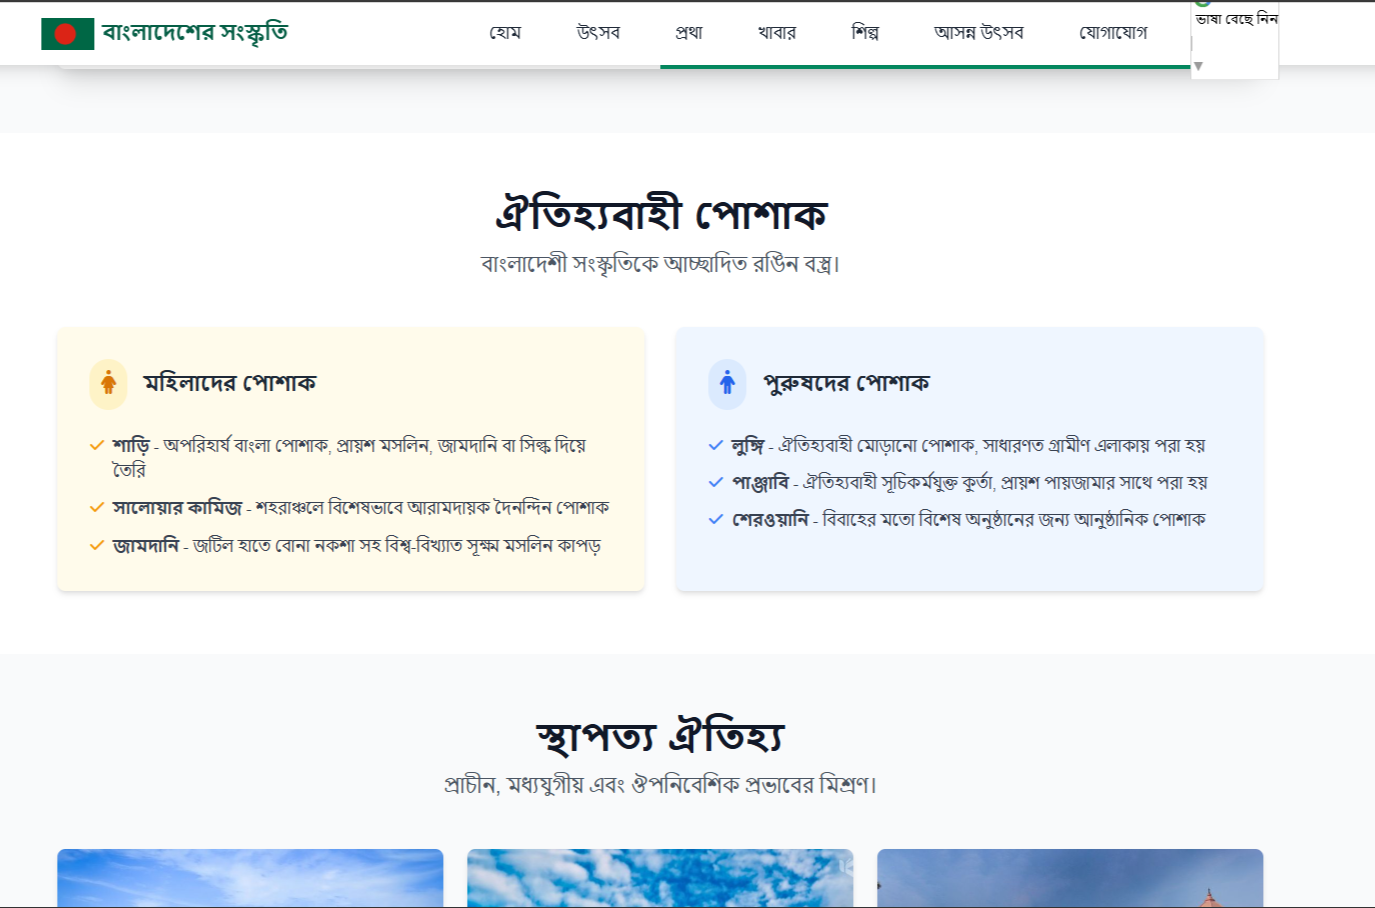 বাংলাদেশের সংস্কৃতি
হোম
উৎসব
প্রথা
খাবার
শিল্প
আসন্ন উৎসব
যোগাযোগ
ভাষা বেছে নিন
▼
ঐতিহ্যবাহী পোশাক
বাংলাদেশী সংস্কৃতিকে আচ্ছাদিত রঙিন বস্ত্র।
মহিলাদের পোশাক
শাড়ি - অপরিহার্য বাংলা পোশাক, প্রায়শ মসলিন, জামদানি বা সিল্ক দিয়ে
তৈরি
সালোয়ার কামিজ - শহরাঞ্চলে বিশেষভাবে আরামদায়ক দৈনন্দিন পোশাক
জামদানি - জটিল হাতে বোনা নকশা সহ বিশ্ব-বিখ্যাত সূক্ষ্ম মসলিন কাপড়
পুরুষদের পোশাক
লুঙ্গি - ঐতিহ্যবাহী মোড়ানো পোশাক, সাধারণত গ্রামীণ এলাকায় পরা হয়
পাঞ্জাবি - ঐতিহ্যবাহী সূচিকর্মযুক্ত কুর্তা, প্রায়শ পায়জামার সাথে পরা হয়
শেরওয়ানি - বিবাহের মতো বিশেষ অনুষ্ঠানের জন্য আনুষ্ঠানিক পোশাক
স্থাপত্য ঐতিহ্য
প্রাচীন, মধ্যযুগীয় এবং ঔপনিবেশিক প্রভাবের মিশ্রণ।